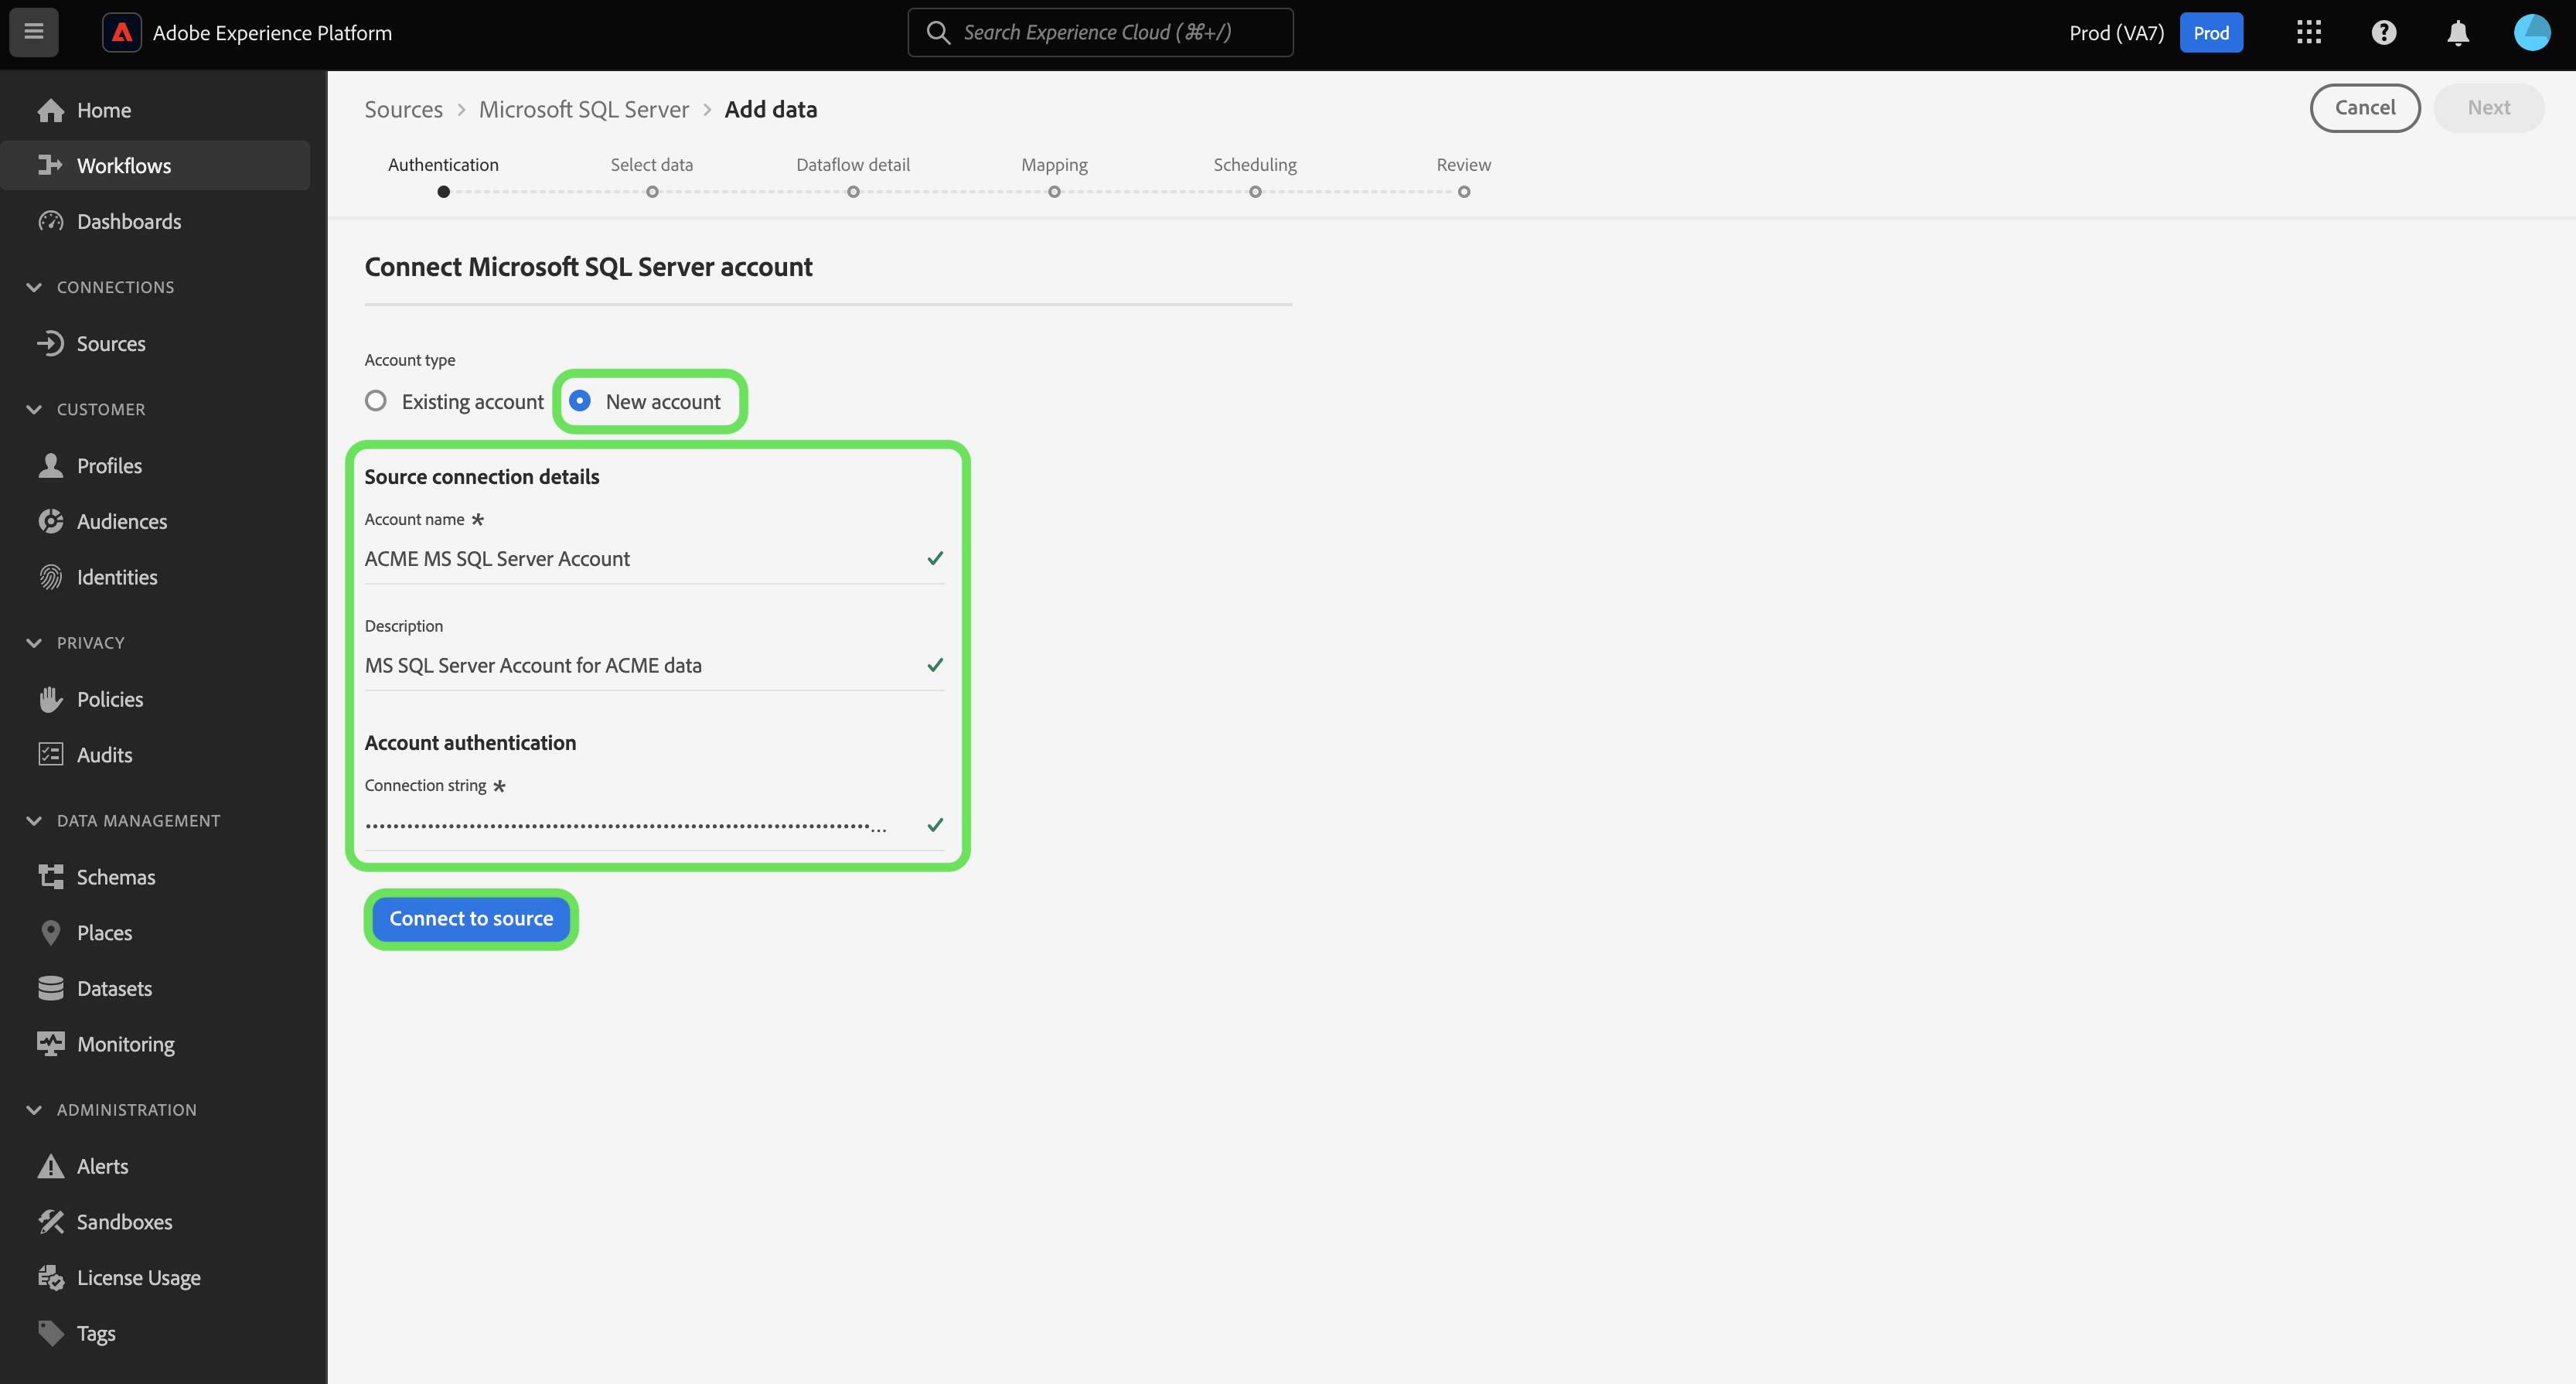 Adobe Experience Platform
Search Experience Cloud (⌘+/)
Prod (VA7)
Prod
Home
Workflows
Dashboards
CONNECTIONS
Sources
CUSTOMER
Profiles
Audiences
Identities
PRIVACY
Policies
Audits
DATA MANAGEMENT
Schemas
Places
Datasets
Monitoring
ADMINISTRATION
Alerts
Sandboxes
License Usage
Tags
Sources > Microsoft SQL Server > Add data
Cancel
Next
Authentication
Select data
Dataflow detail
Mapping
Scheduling
Review
Connect Microsoft SQL Server account
Account type
Existing account
New account
Source connection details
Account name *
ACME MS SQL Server Account
Description
MS SQL Server Account for ACME data
Account authentication
Connection string *
Connect to source